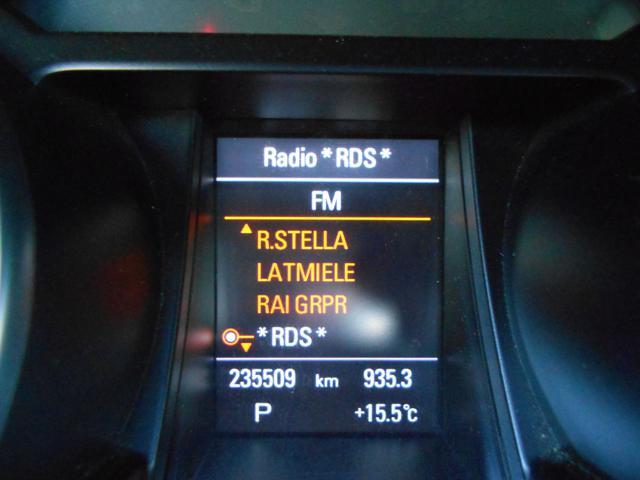 Radio *RDS*
FM
R.STELLA
LATMIELE
RAI GRPR
*RDS*
235509 km 935.3
P +15.5°c